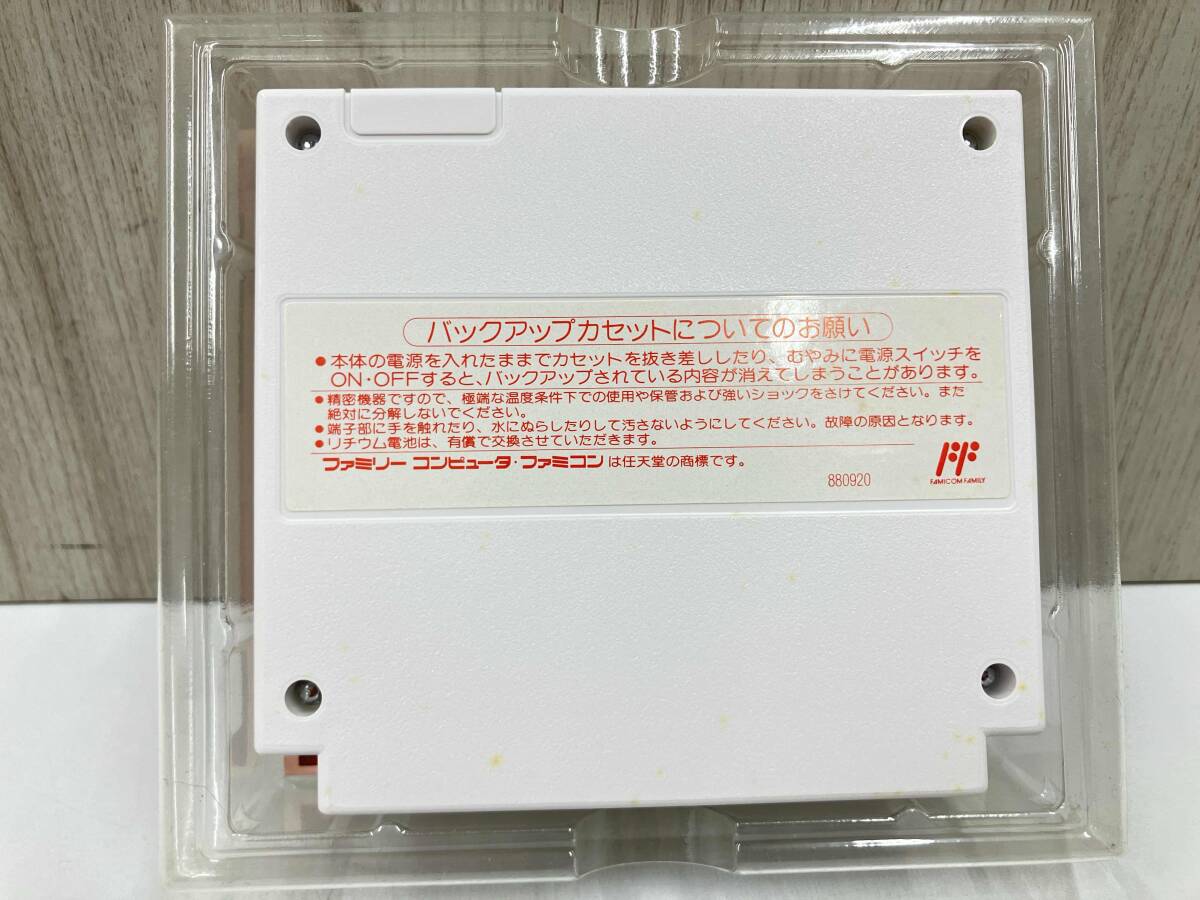 バックアップカセットについてのお願い
●本体の電源を入れたままでカセットを抜き差ししたり、むやみに電源スイッチを
ON・OFFすると、バックアップされている内容が消えてしまうことがあります。
●精密機器ですので、極端な温度条件下での使用や保管および強いショックをさけてください。また
絶対に分解しないでください。
●端子部に手を触れたり、水にぬらしたりして汚さないようにしてください。故障の原因となります。
●リチウム電池は、有償で交換させていただきます。
ファミリーコンピュータ・ファミコンは任天堂の商標です。
880920
FAMICOM FAMILY